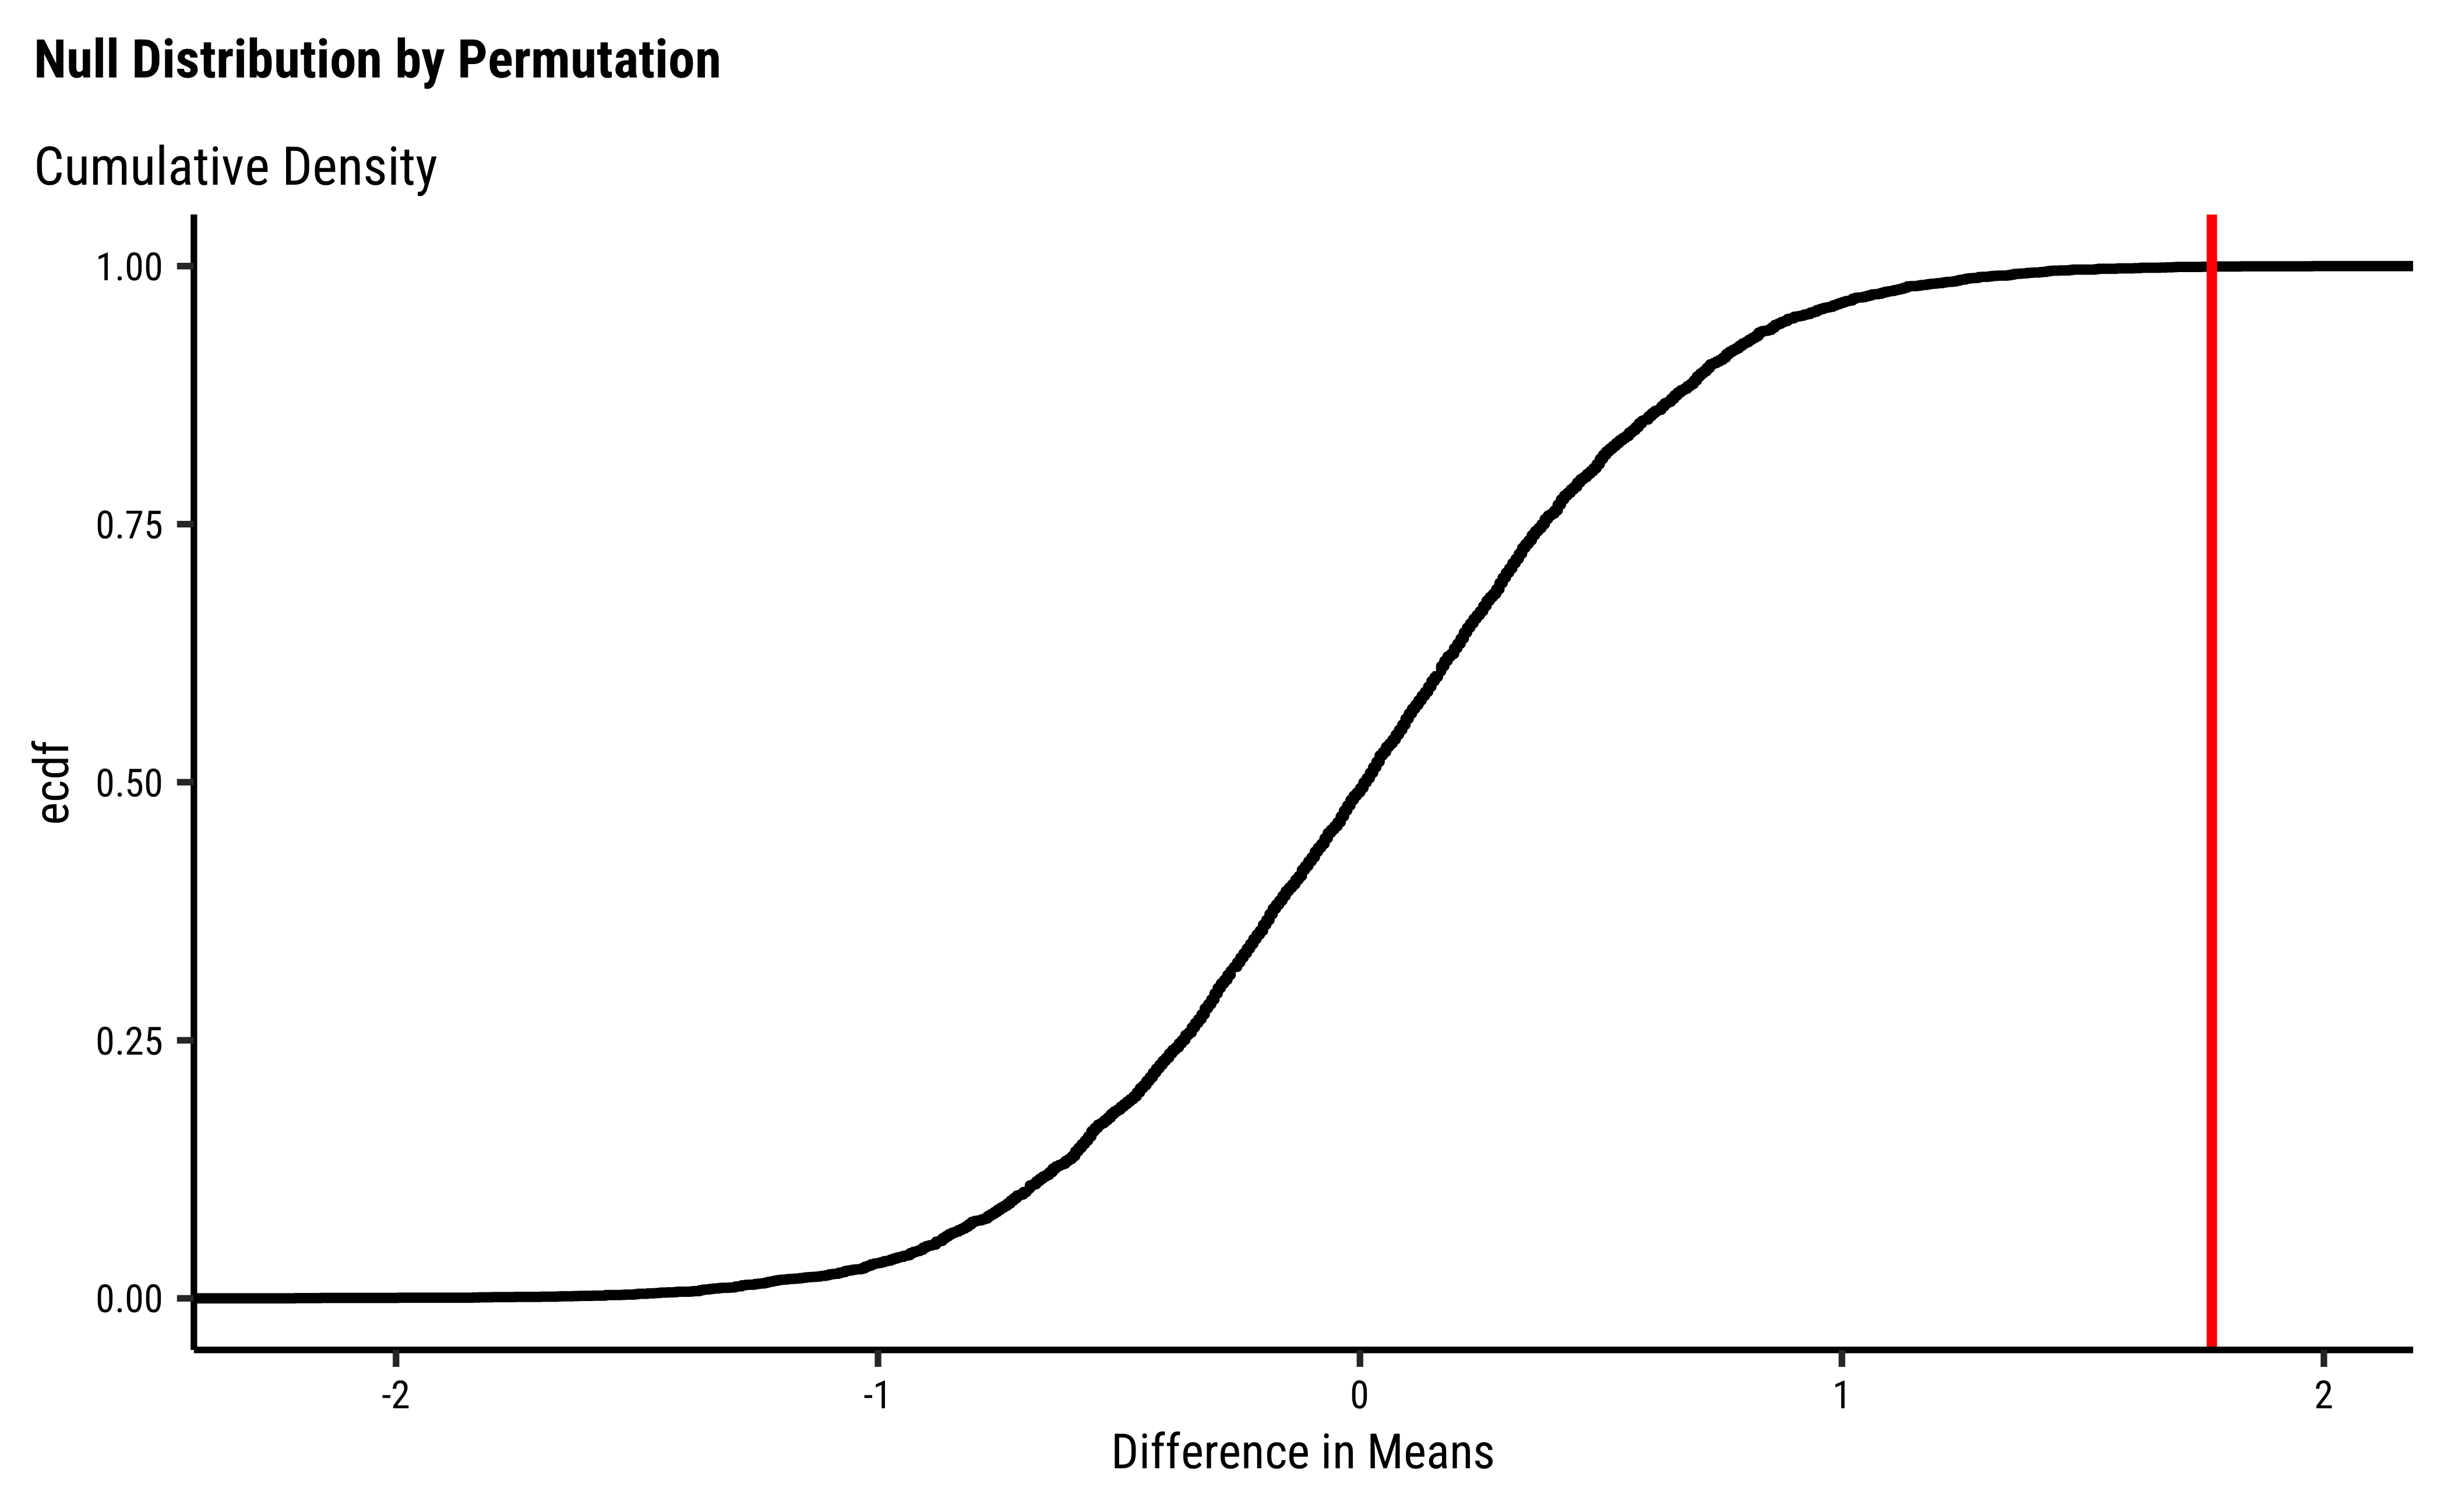 Null Distribution by Permutation
Cumulative Density
1.00
0.75
0.50
0.25
0.00
ecdf
-2
-1
0
1
2
Difference in Means